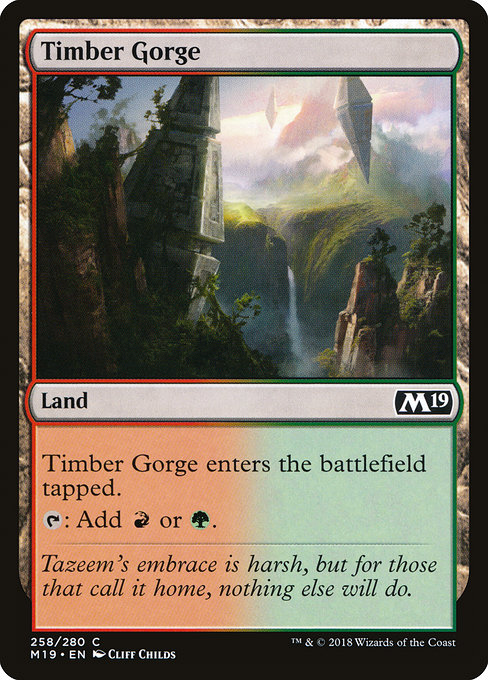 Timber Gorge
Land
M19
Timber Gorge enters the battlefield
tapped.
: Add or .
Tazeem's embrace is harsh, but for those
that call it home, nothing else will do.
258/280 C
M19 • EN Cliff Childs
™ & © 2018 Wizards of the Coast